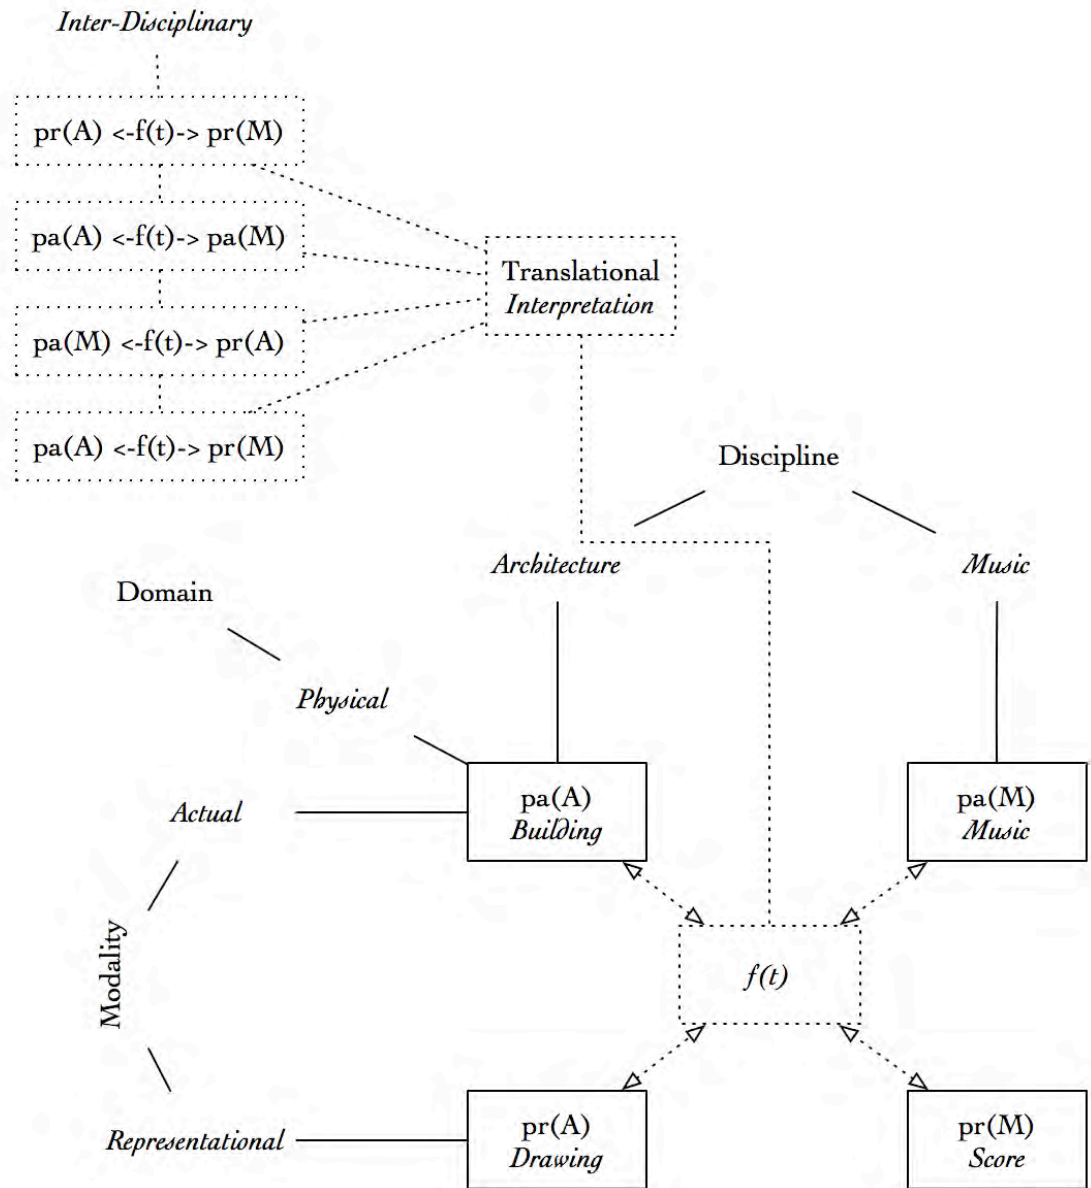 Inter-Disciplinary
pr(A) <-f(t)-> pr(M)
pa(A) <-f(t)-> pa(M)
Translational
Interpretation
pa(M) <-f(t)-> pr(A)
pa(A) <-f(t)-> pr(M)
Discipline
Architecture
Music
Domain
Physical
Actual
pa(A)
Building
pa(M)
Music
Modality
f(t)
Representational
pr(A)
Drawing
pr(M)
Score